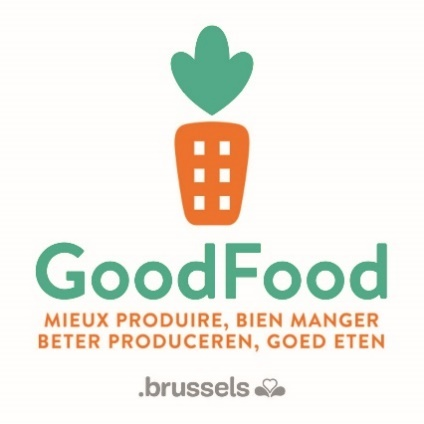 GoodFood
MIEUX PRODUIRE, BIEN MANGER
BETER PRODUCEREN, GOED ETEN
.brussels